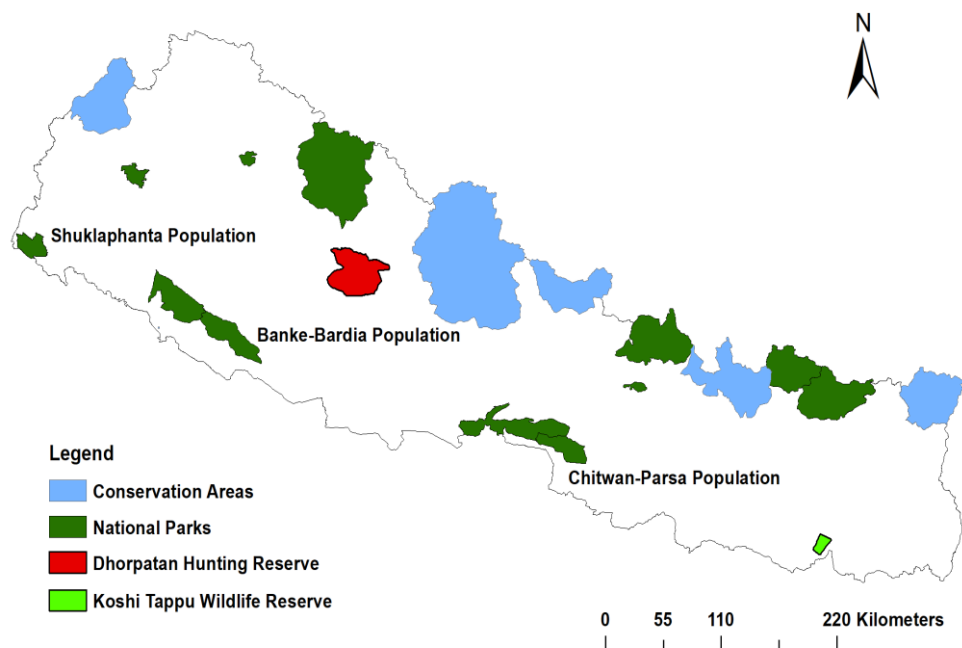 N
Shuklaphanta Population
Banke-Bardia Population
Chitwan-Parsa Population
Legend
Conservation Areas
National Parks
Dhorpatan Hunting Reserve
Koshi Tappu Wildlife Reserve
0 55 110 220 Kilometers